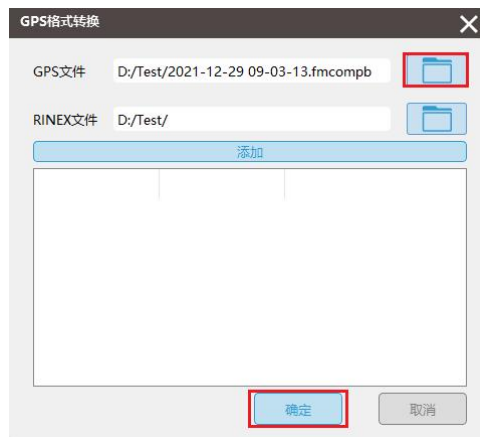 GPS格式转换
GPS文件 D:/Test/2021-12-29 09-03-13.fmcompb
RINEX文件 D:/Test/
添加
确定 取消